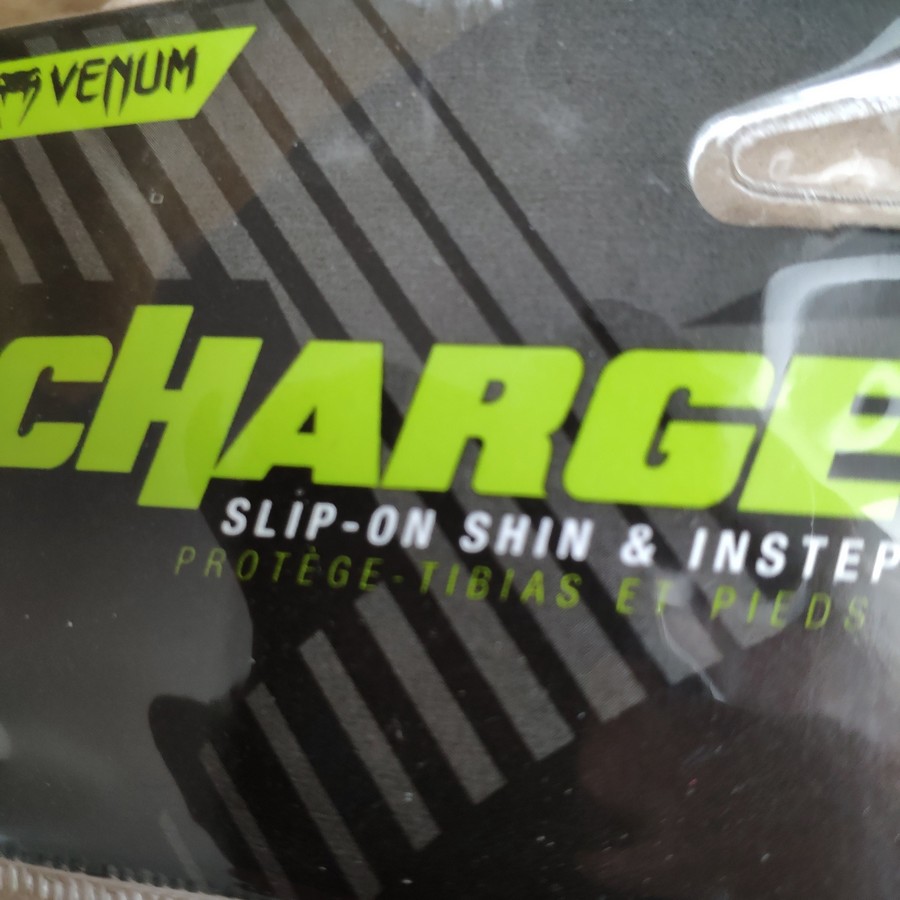 VENUM
CHARGE
SLIP-ON SHIN & INSTEP
PROTÈGE-TIBIAS ET PIEDS